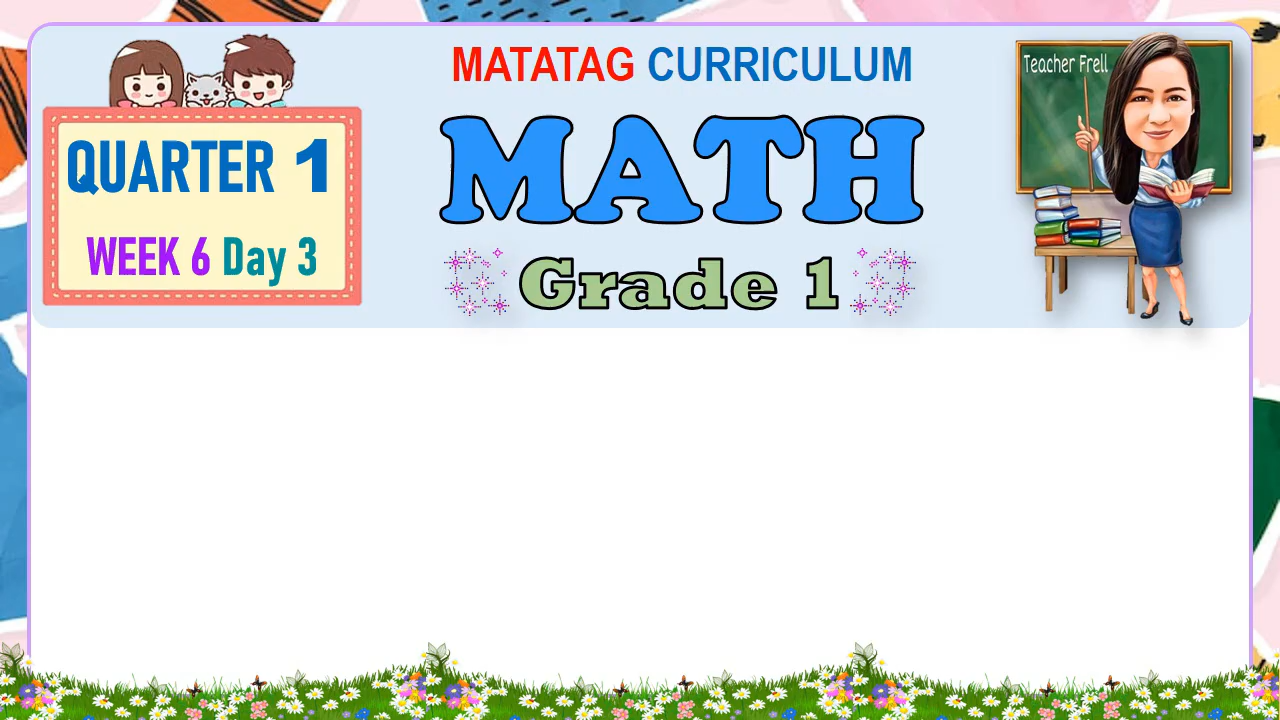 MATATAG CURRICULUM
Teacher Frell
QUARTER 1
MATH
WEEK 6 Day 3
Grade 1